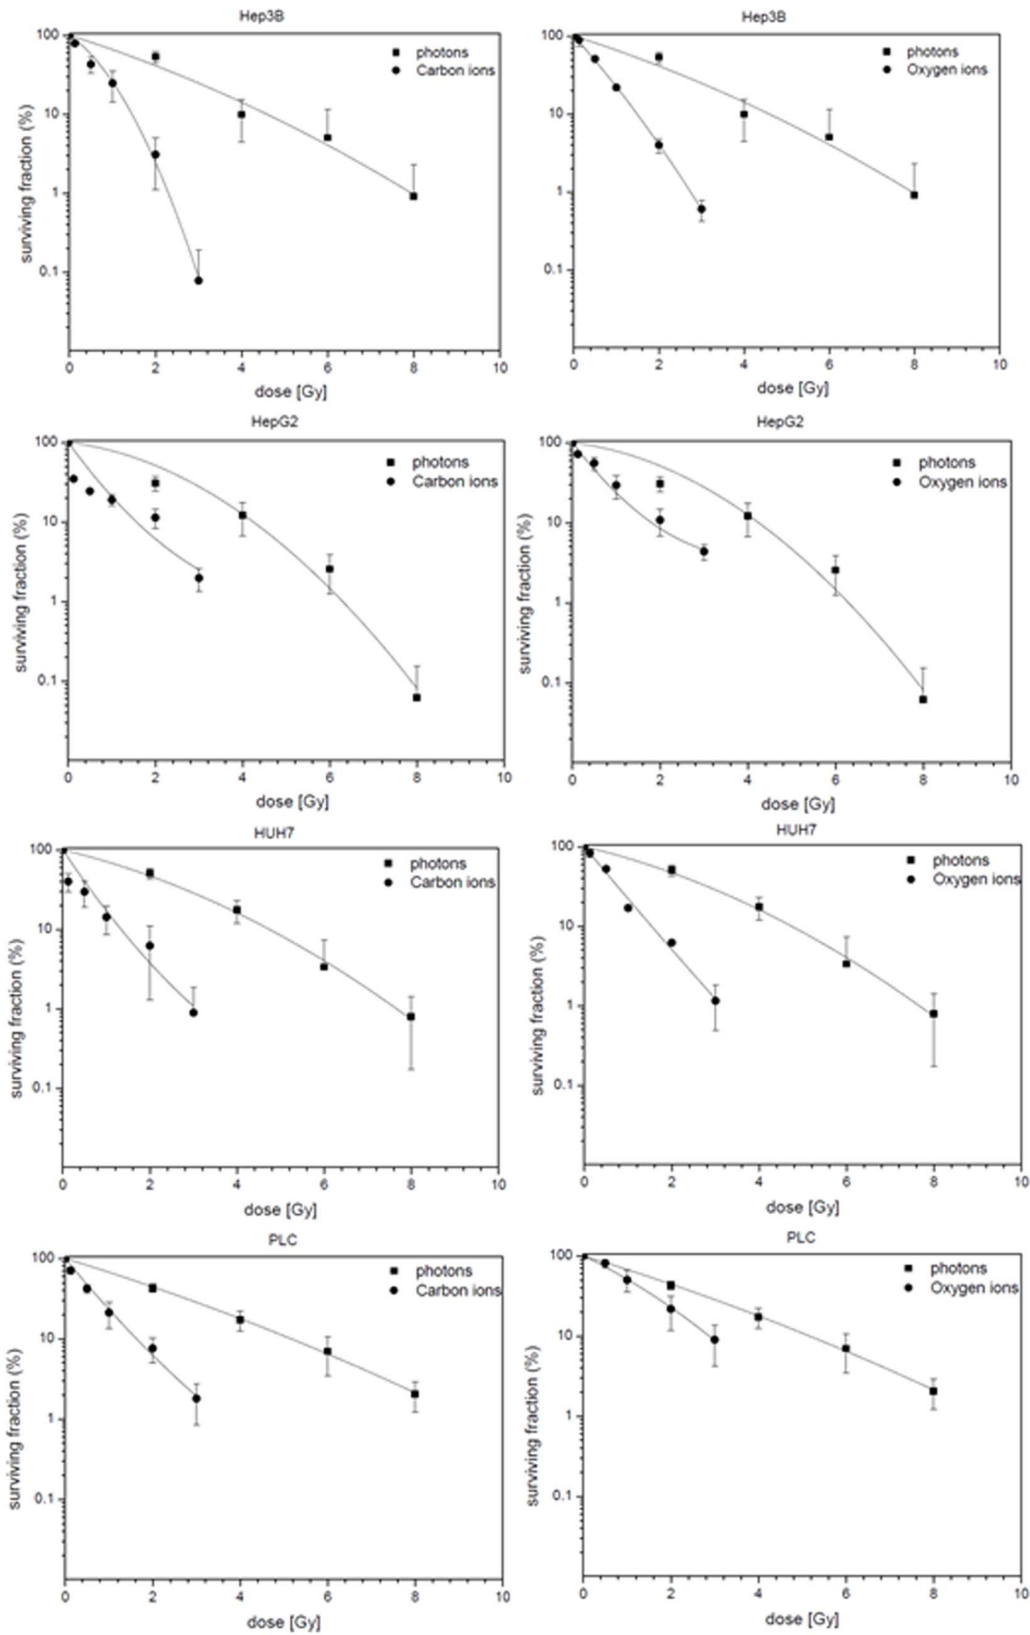 Hep3B
100
10
1
0.1
surviving fraction (%)
photons
Carbon ions
0 2 4 6 8 10
dose [Gy]
Hep3B
100
10
1
0.1
surviving fraction (%)
photons
Oxygen ions
0 2 4 6 8 10
dose [Gy]
HepG2
100
10
1
0.1
surviving fraction (%)
photons
Carbon ions
0 2 4 6 8 10
dose [Gy]
HepG2
100
10
1
0.1
surviving fraction (%)
photons
Oxygen ions
0 2 4 6 8 10
dose [Gy]
HUH7
100
10
1
0.1
surviving fraction (%)
photons
Carbon ions
0 2 4 6 8 10
dose [Gy]
HUH7
100
10
1
0.1
surviving fraction (%)
photons
Oxygen ions
0 2 4 6 8 10
dose [Gy]
PLC
100
10
1
0.1
surviving fraction (%)
photons
Carbon ions
0 2 4 6 8 10
dose [Gy]
PLC
100
10
1
0.1
surviving fraction (%)
photons
Oxygen ions
0 2 4 6 8 10
dose [Gy]